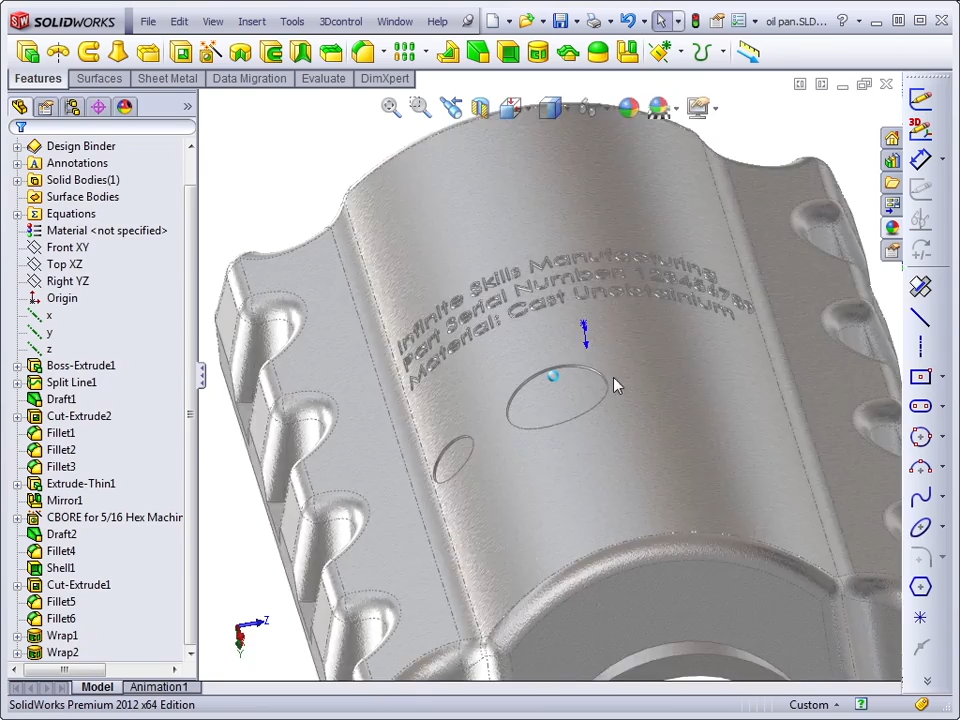 SOLIDWORKS File Edit View Insert Tools 3Dcontrol Window Help oil pan.SLD... ?
Features Surfaces Sheet Metal Data Migration Evaluate DimXpert
»
Design Binder
Annotations
Solid Bodies(1)
Surface Bodies
Equations
Material <not specified>
Front XY
Top XZ
Right YZ
Origin
x
y
z
Boss-Extrude1
Split Line1
Draft1
Cut-Extrude2
Fillet1
Fillet2
Fillet3
Extrude-Thin1
Mirror1
CBORE for 5/16 Hex Machin
Draft2
Fillet4
Shell1
Cut-Extrude1
Fillet5
Fillet6
Wrap1
Wrap2
Infinite Skills Manufacturing
Part Serial Number: 123454789
Material: Cast Unobtainium
Z
Y
3D
Model Animation1
SolidWorks Premium 2012 x64 Edition Custom ?